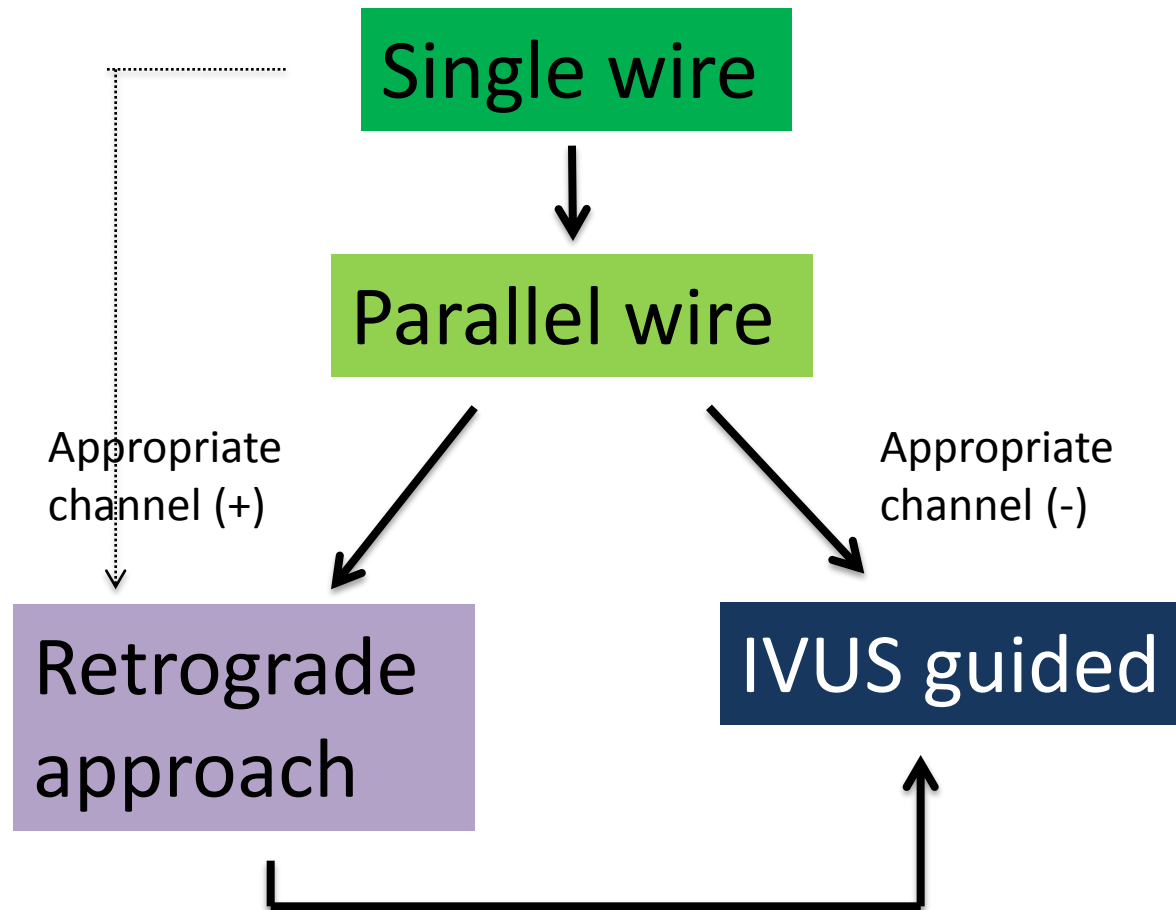 Single wire
Parallel wire
Appropriate
channel (+)
Appropriate
channel (-)
Retrograde
approach
IVUS guided